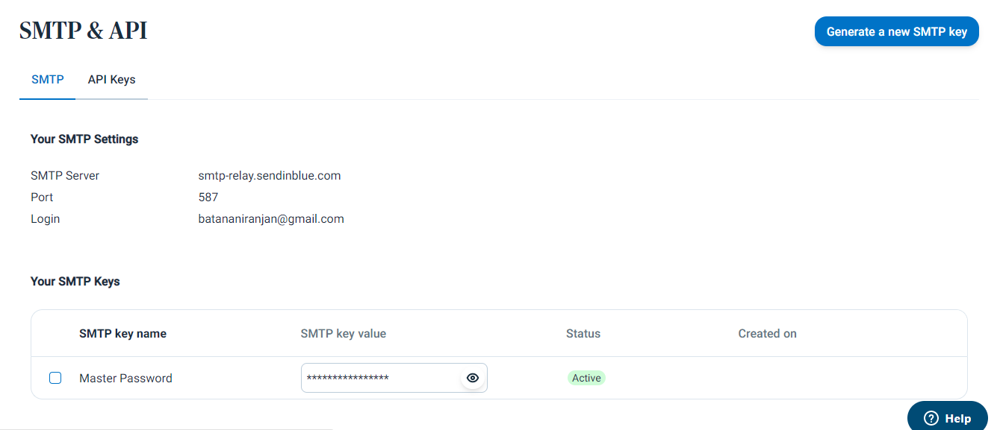 SMTP & API
Generate a new SMTP key
SMTP API Keys
Your SMTP Settings
SMTP Server smtp-relay.sendinblue.com
Port 587
Login batananiranjan@gmail.com
Your SMTP Keys
SMTP key name SMTP key value Status Created on
Master Password **************** Active
? Help